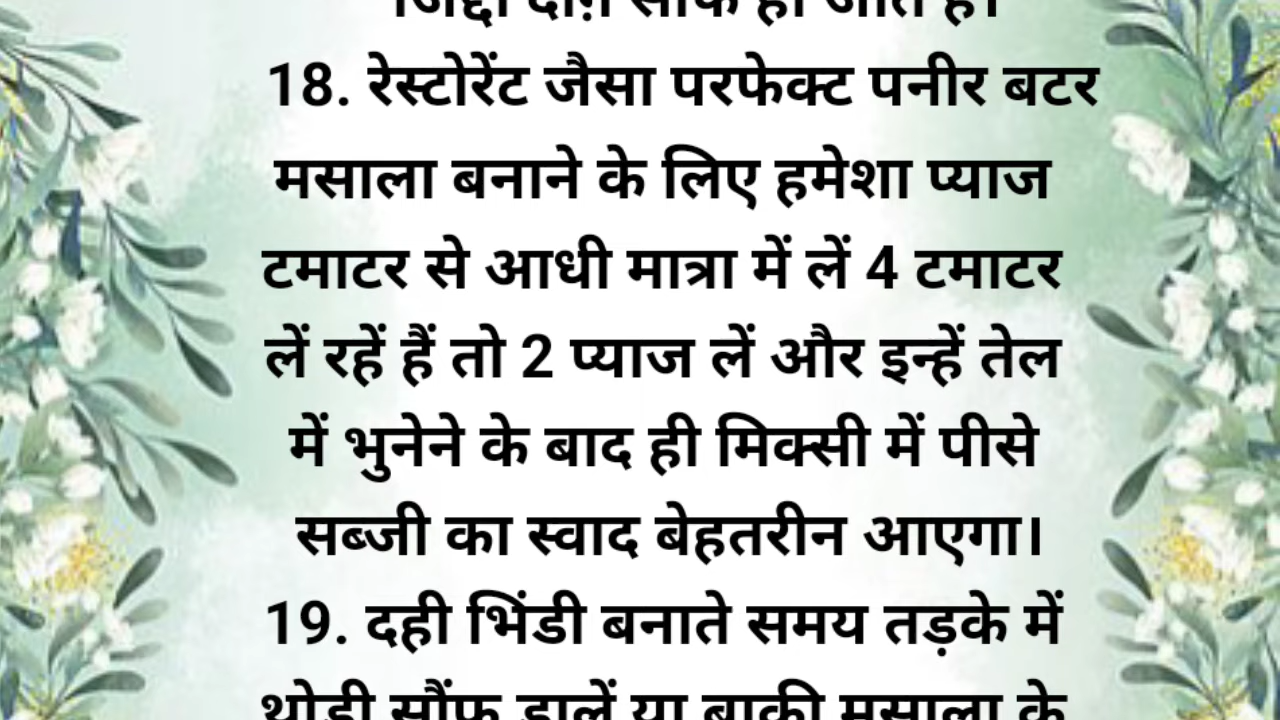 जिद्दी दाग़ साफ हो जाते हैं।
18. रेस्टोरेंट जैसा परफेक्ट पनीर बटर
मसाला बनाने के लिए हमेशा प्याज
टमाटर से आधी मात्रा में लें 4 टमाटर
लें रहें हैं तो 2 प्याज लें और इन्हें तेल
में भुनेने के बाद ही मिक्सी में पीसे
सब्जी का स्वाद बेहतरीन आएगा।
19. दही भिंडी बनाते समय तड़के में
थोड़ी सौंफ डालें या बाकी मसाला के